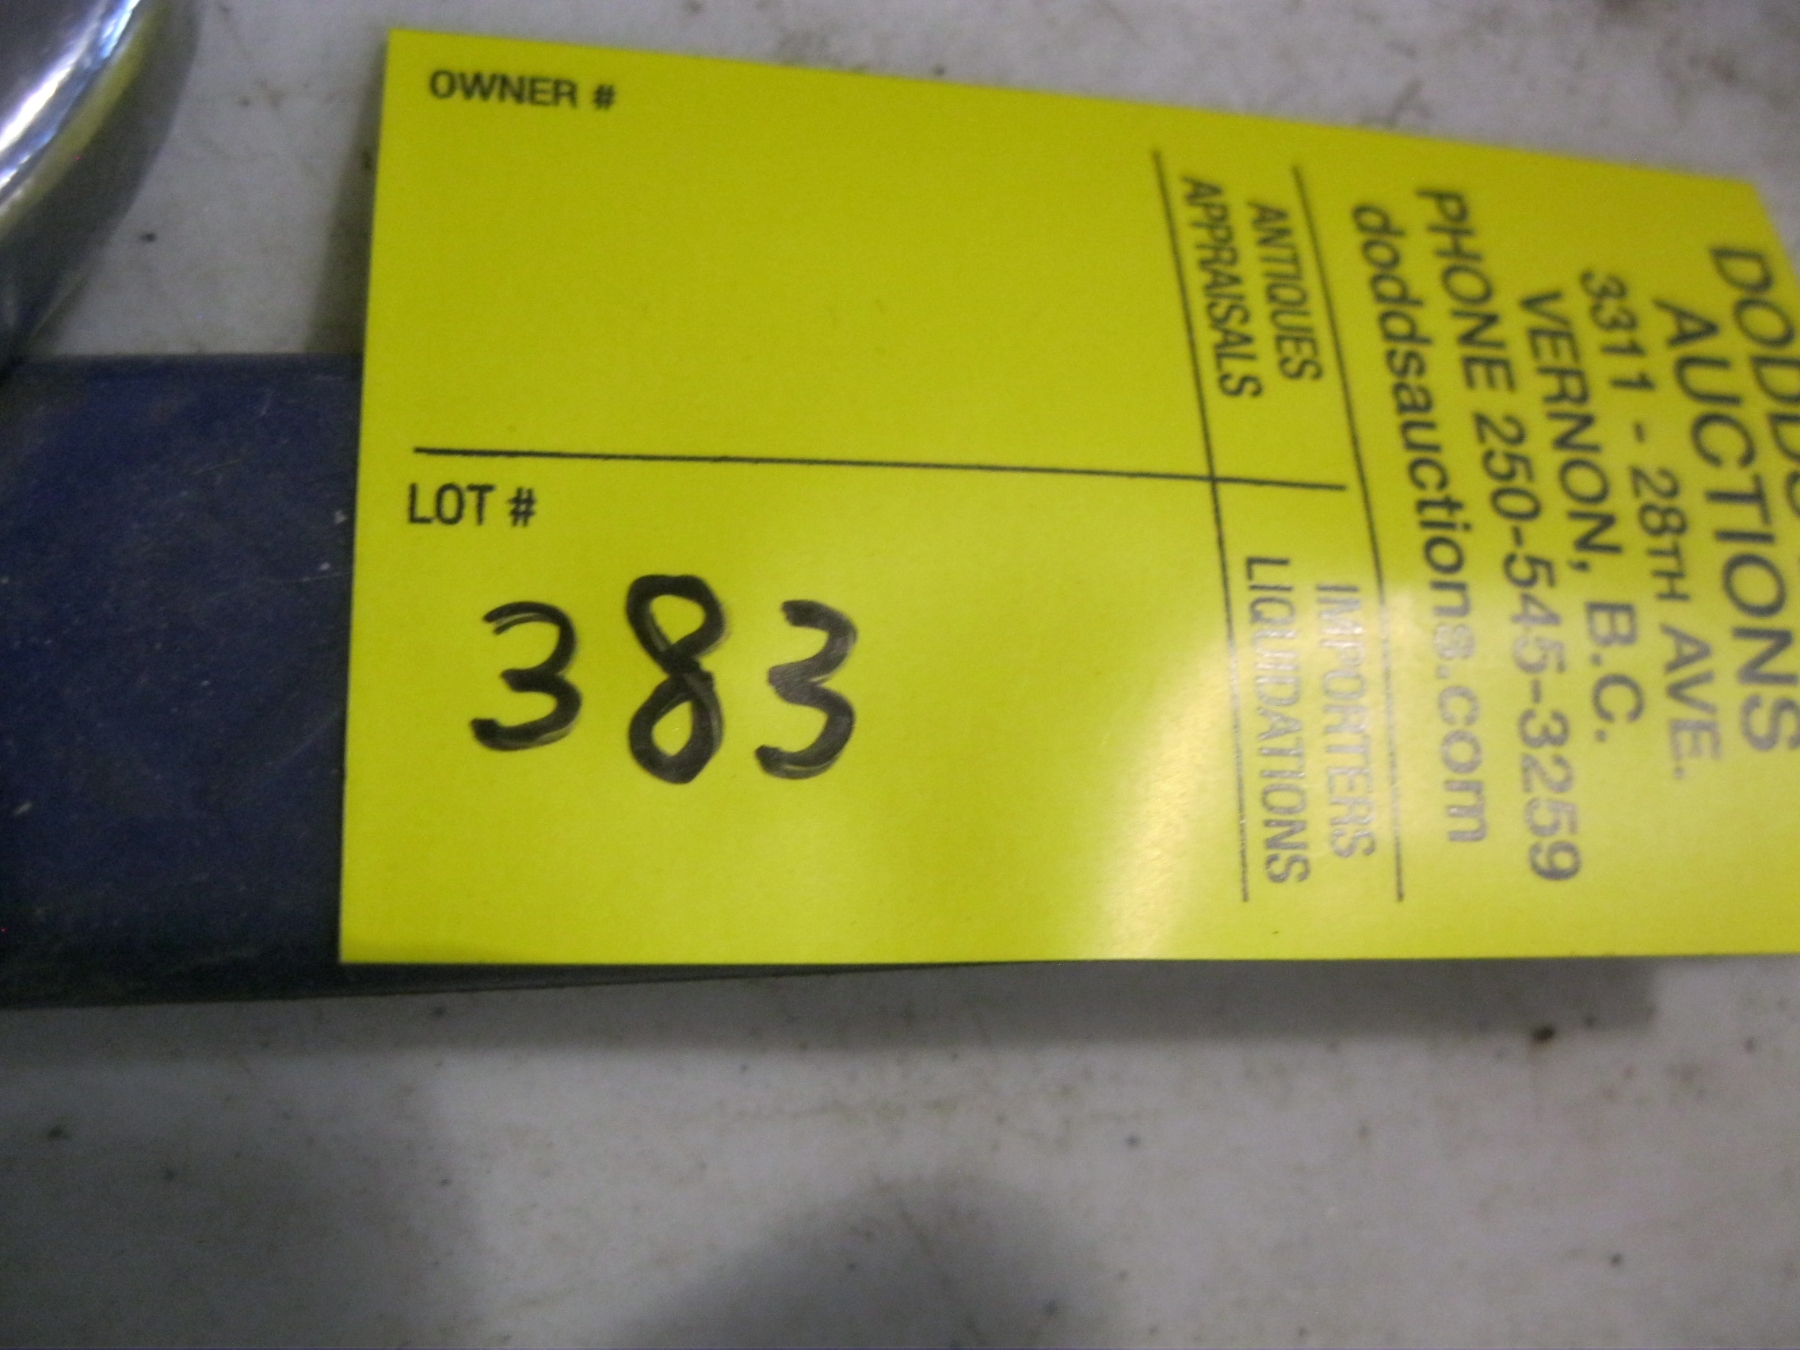 OWNER #
LOT #
383
AUCTIONS
3311 - 28TH AVE.
VERNON, B.C.
PHONE 250-545-3259
doddsauctions.com
ANTIQUES IMPORTERS
APPRAISALS LIQUIDATIONS